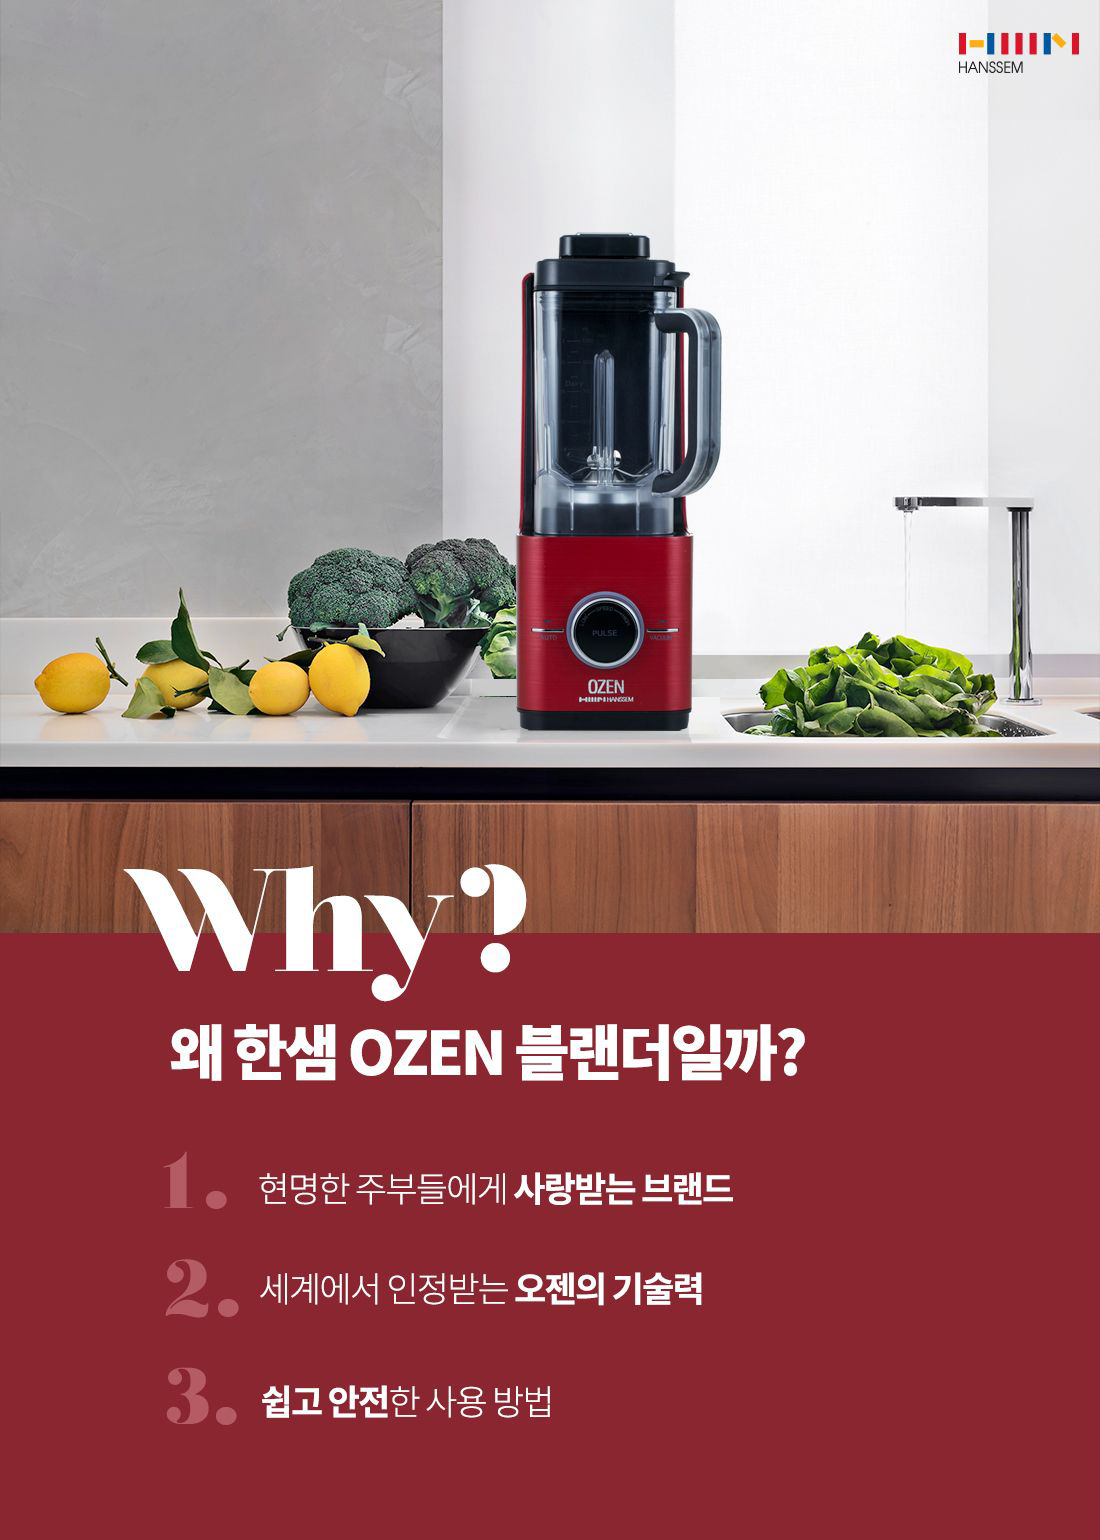 HANSSEM
SPEED
PULSE
AUTO
VACUUM
OZEN
HANSSEM
Why?
왜 한샘 OZEN 블랜더일까?
1. 현명한 주부들에게 사랑받는 브랜드
2. 세계에서 인정받는 오젠의 기술력
3. 쉽고 안전한 사용 방법